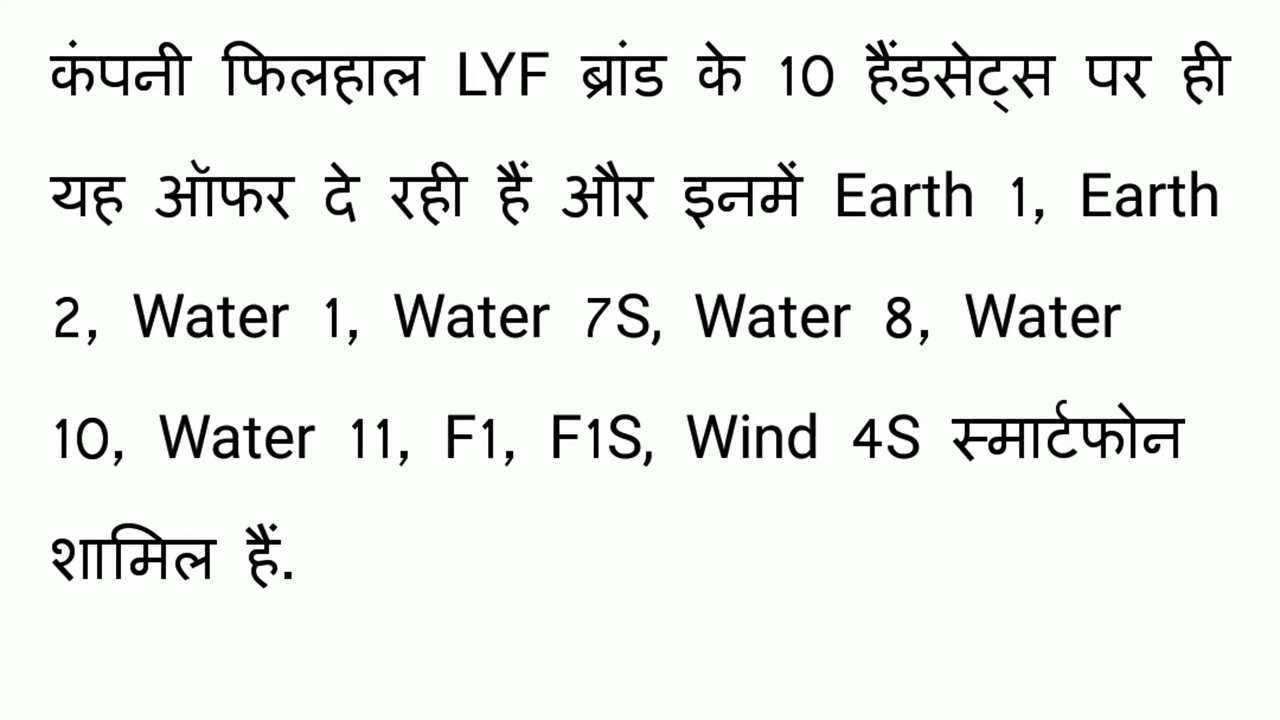 कंपनी फिलहाल LYF ब्रांड के 10 हैंडसेट्स पर ही
यह ऑफर दे रही हैं और इनमें Earth 1, Earth
2, Water 1, Water 7S, Water 8, Water
10, Water 11, F1, F1S, Wind 4S स्मार्टफोन
शामिल हैं.